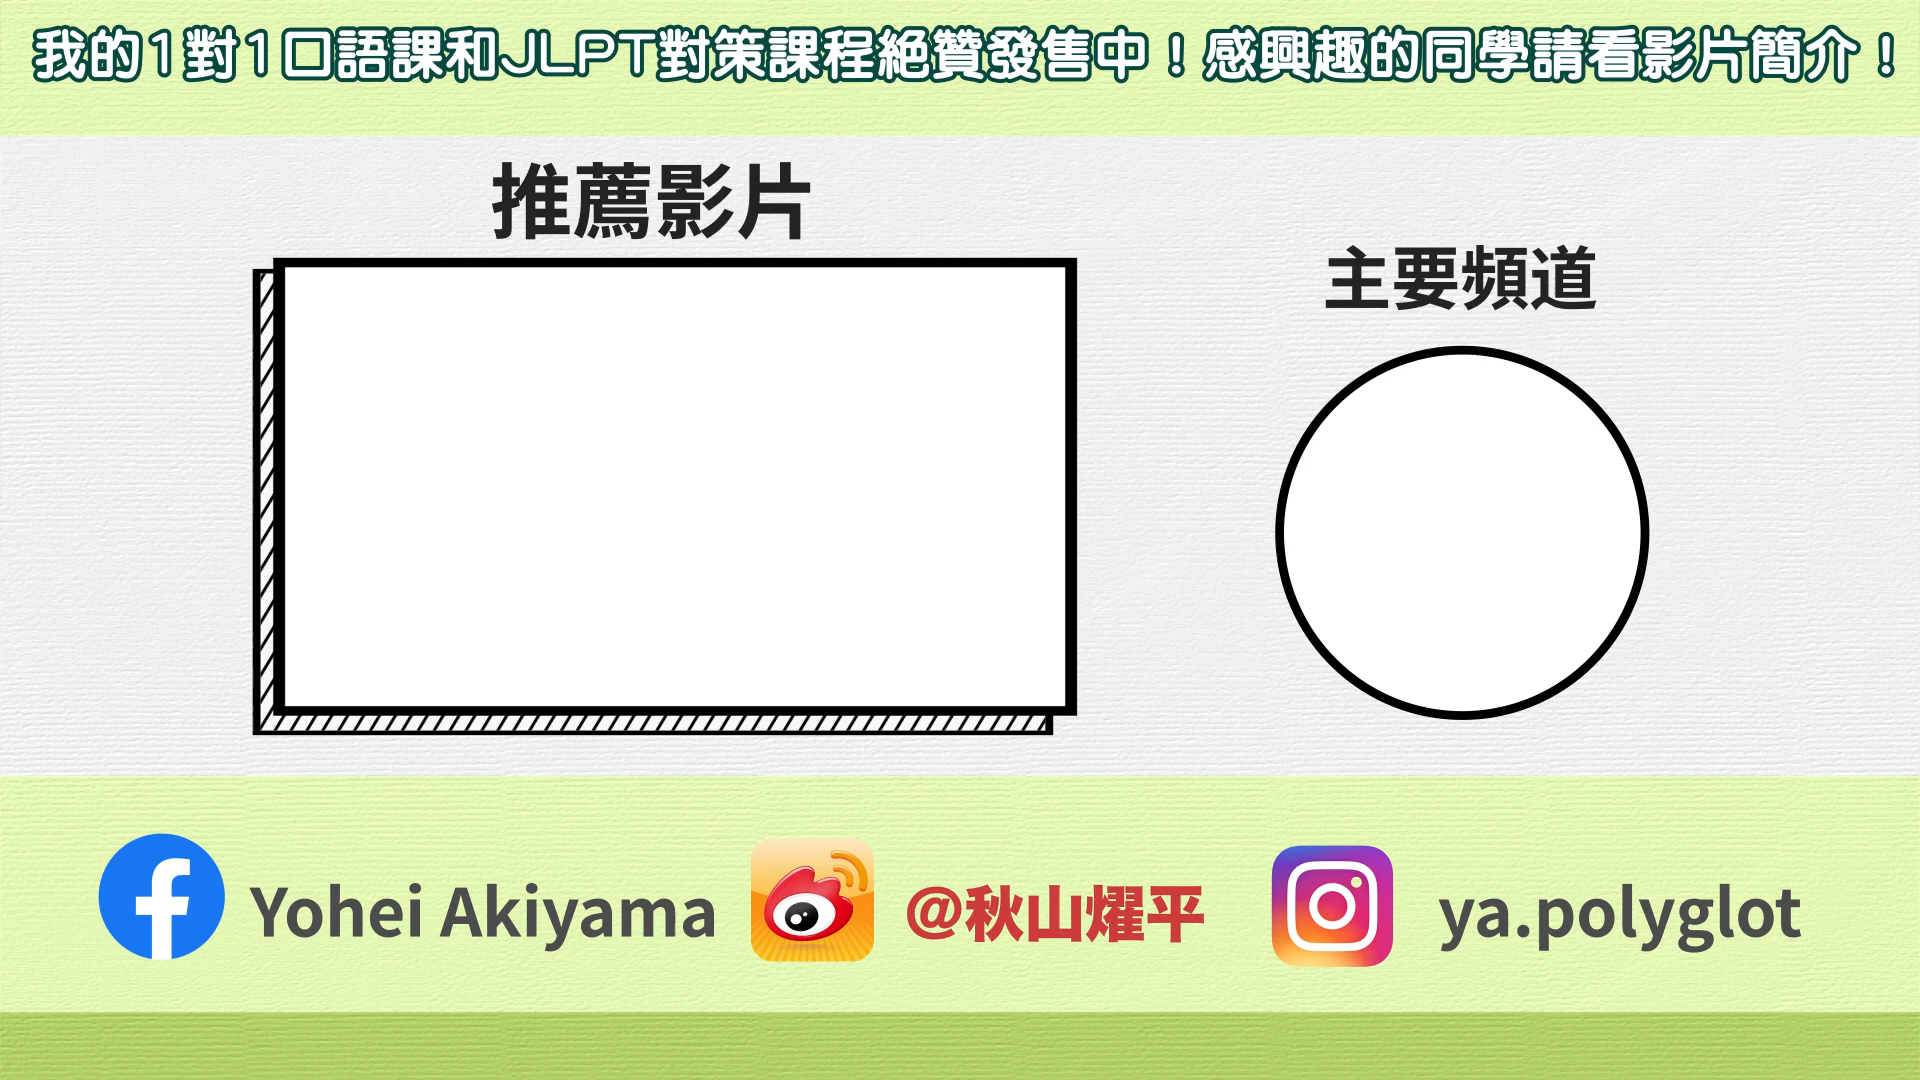 我的1對1口語課和JLPT對策課程絕贊發售中！感興趣的同學請看影片簡介！
推薦影片
主要頻道
Yohei Akiyama
@秋山燿平
ya.polyglot